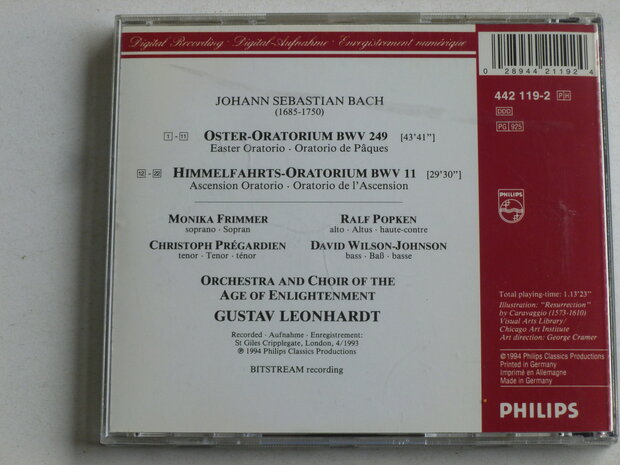 Digital Recording · Digital-Aufnahme · Enregistrement numérique
JOHANN SEBASTIAN BACH
(1685-1750)
1 - 11 OSTER-ORATORIUM BWV 249 [43'41"]
Easter Oratorio · Oratorio de Pâques
12 - 22 HIMMELFAHRTS-ORATORIUM BWV 11 [29'30"]
Ascension Oratorio · Oratorio de l'Ascension
MONIKA FRIMMER
soprano · Sopran
RALF POPKEN
alto · Altus · haute-contre
CHRISTOPH PRÉGARDIEN
tenor · Tenor · ténor
DAVID WILSON-JOHNSON
bass · Baß · basse
ORCHESTRA AND CHOIR OF THE
AGE OF ENLIGHTENMENT
GUSTAV LEONHARDT
Recorded · Aufnahme · Enregistrement:
St Giles Cripplegate, London, 4/1993
℗ 1994 Philips Classics Productions
BITSTREAM recording
0 28944 21192 4
442 119-2 PH
DDD
PG 925
PHILIPS
Total playing-time: 1.13'23"
Illustration: "Resurrection"
by Caravaggio (1573-1610)
Visual Arts Library/
Chicago Art Institute
Art direction: George Cramer
©1994 Philips Classics Productions
Printed in Germany
Imprimé en Allemagne
Made in Germany
PHILIPS